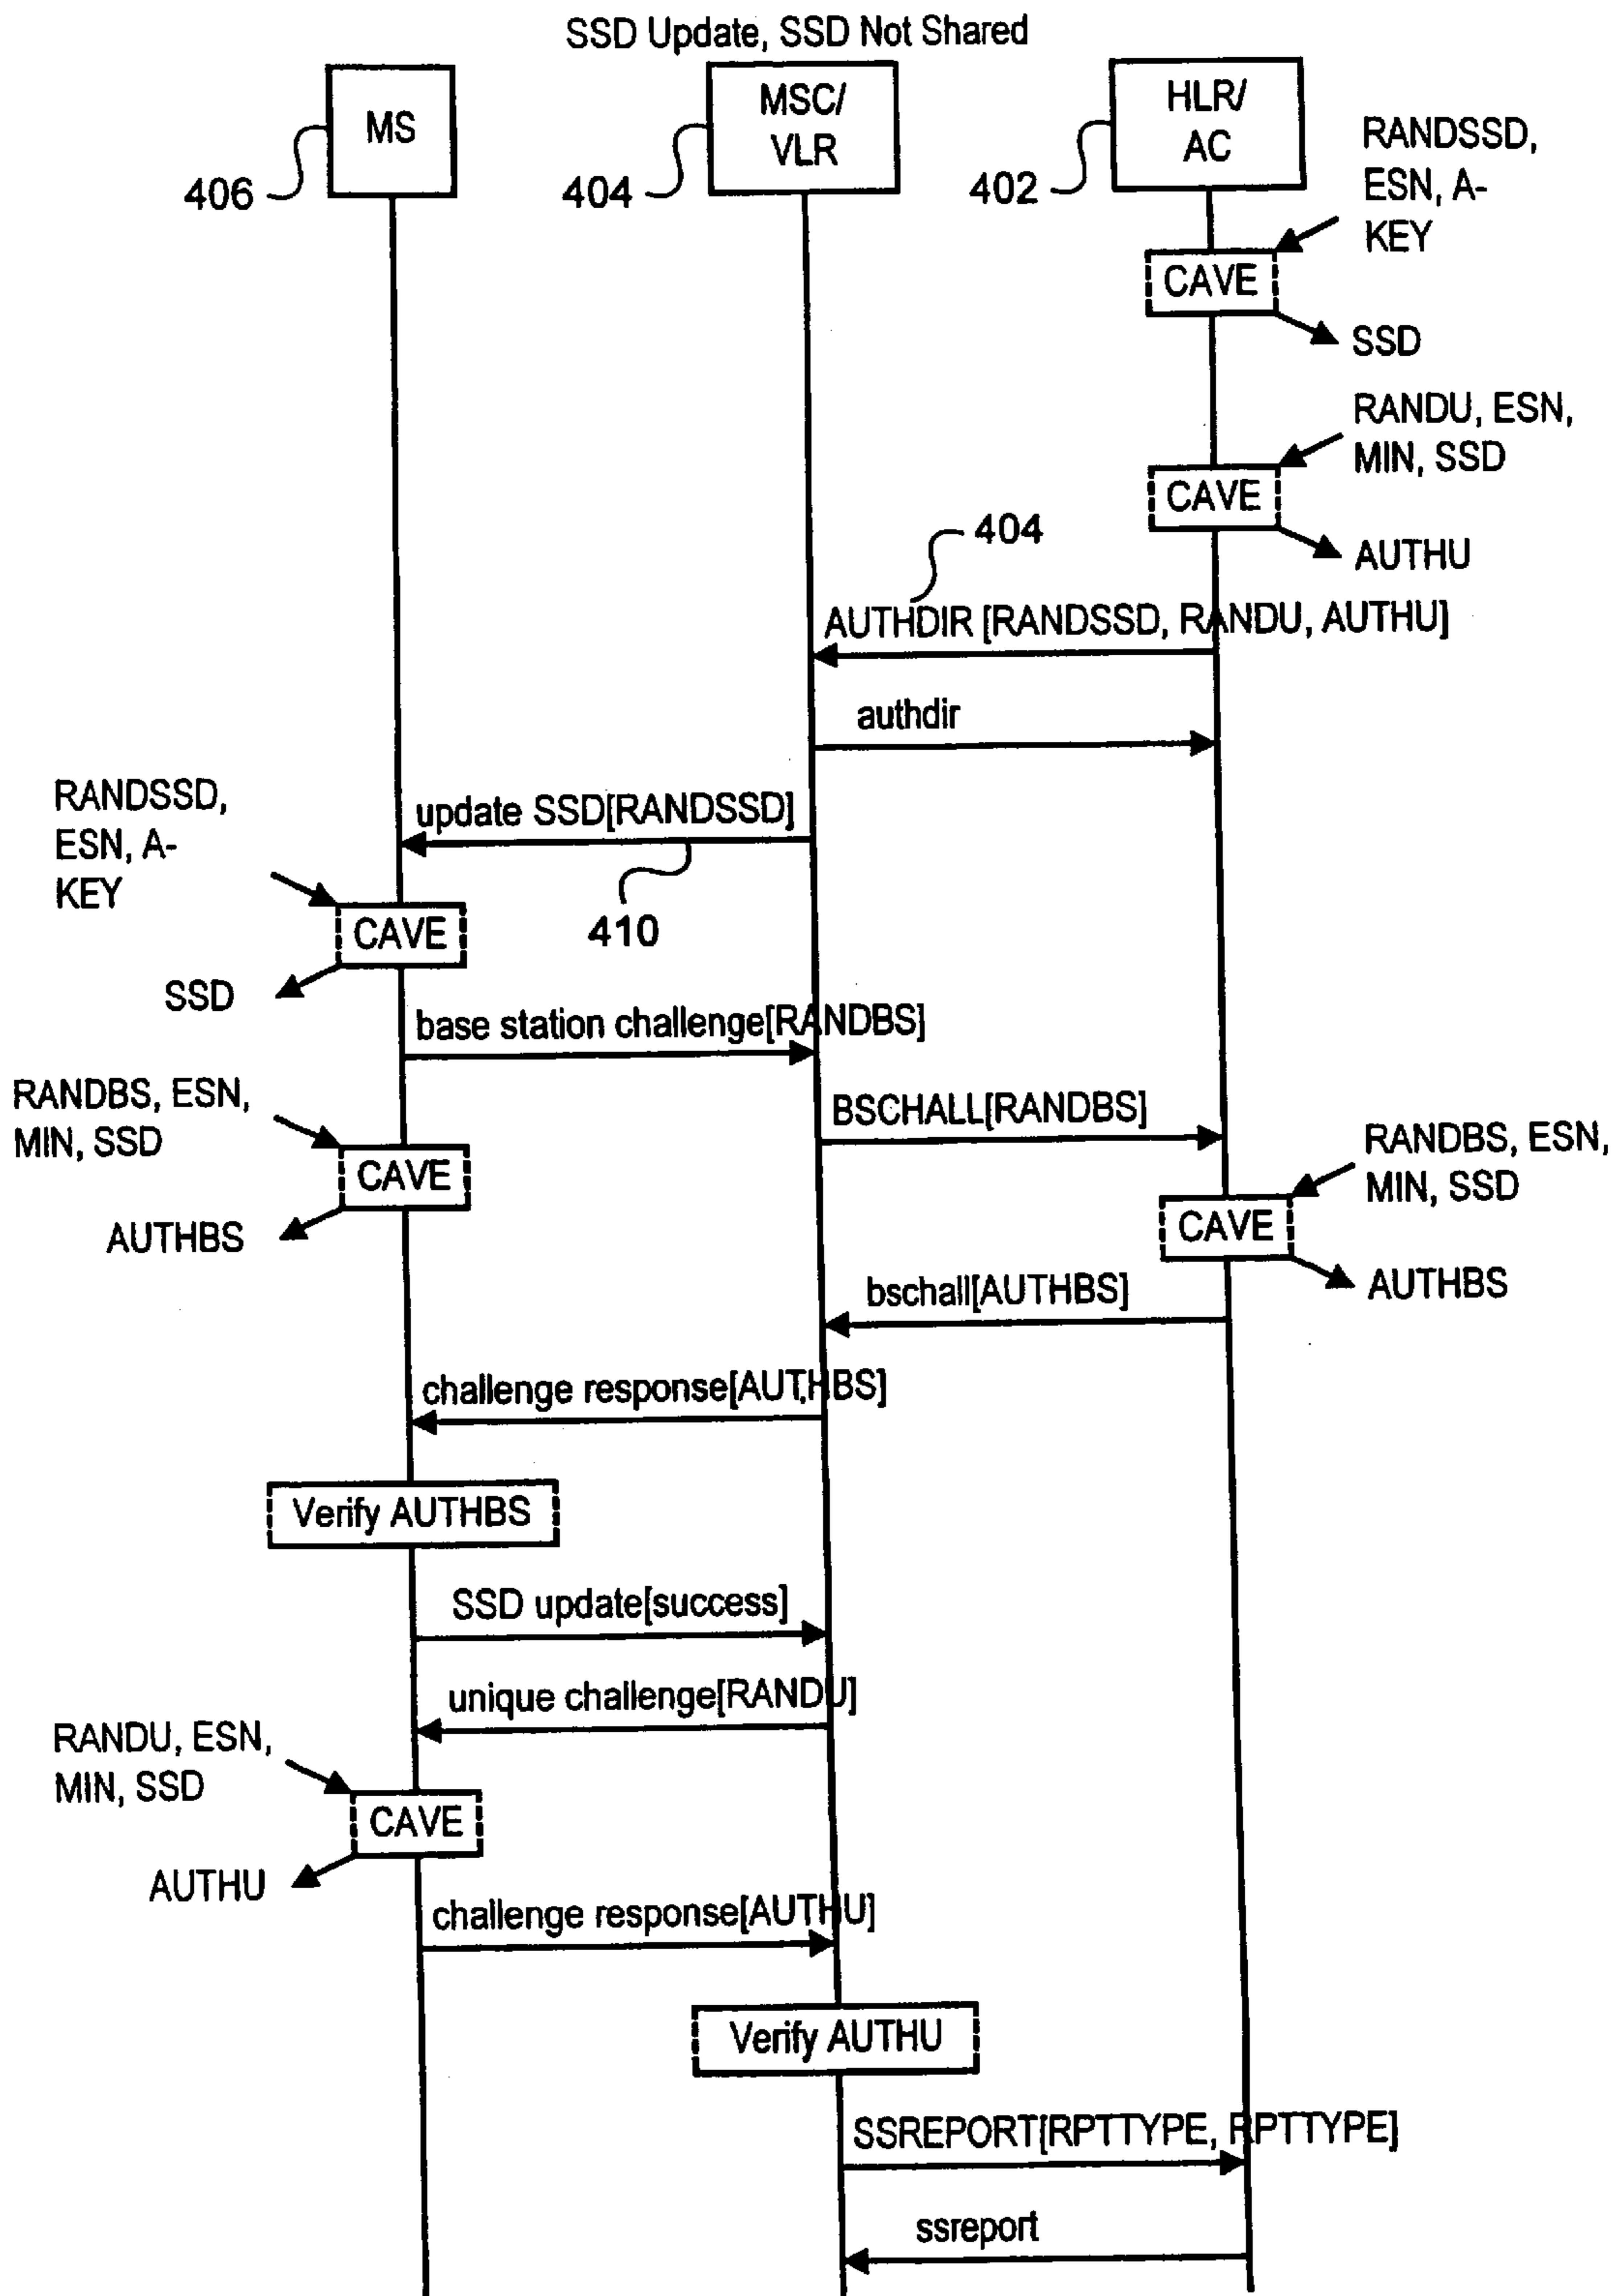 SSD Update, SSD Not Shared
MS
MSC/
VLR
HLR/
AC
406
404
402
RANDSSD,
ESN, A-
KEY
CAVE
SSD
RANDU, ESN,
MIN, SSD
CAVE
AUTHU
404
AUTHDIR [RANDSSD, RANDU, AUTHU]
authdir
RANDSSD,
ESN, A-
KEY
update SSD[RANDSSD]
410
CAVE
SSD
base station challenge[RANDBS]
RANDBS, ESN,
MIN, SSD
BSCHALL[RANDBS]
CAVE
AUTHBS
RANDBS, ESN,
MIN, SSD
CAVE
AUTHBS
bschall[AUTHBS]
challenge response[AUTHBS]
Verify AUTHBS
SSD update[success]
unique challenge[RANDU]
RANDU, ESN,
MIN, SSD
CAVE
AUTHU
challenge response[AUTHU]
Verify AUTHU
SSREPORT[RPTTYPE, RPTTYPE]
ssreport